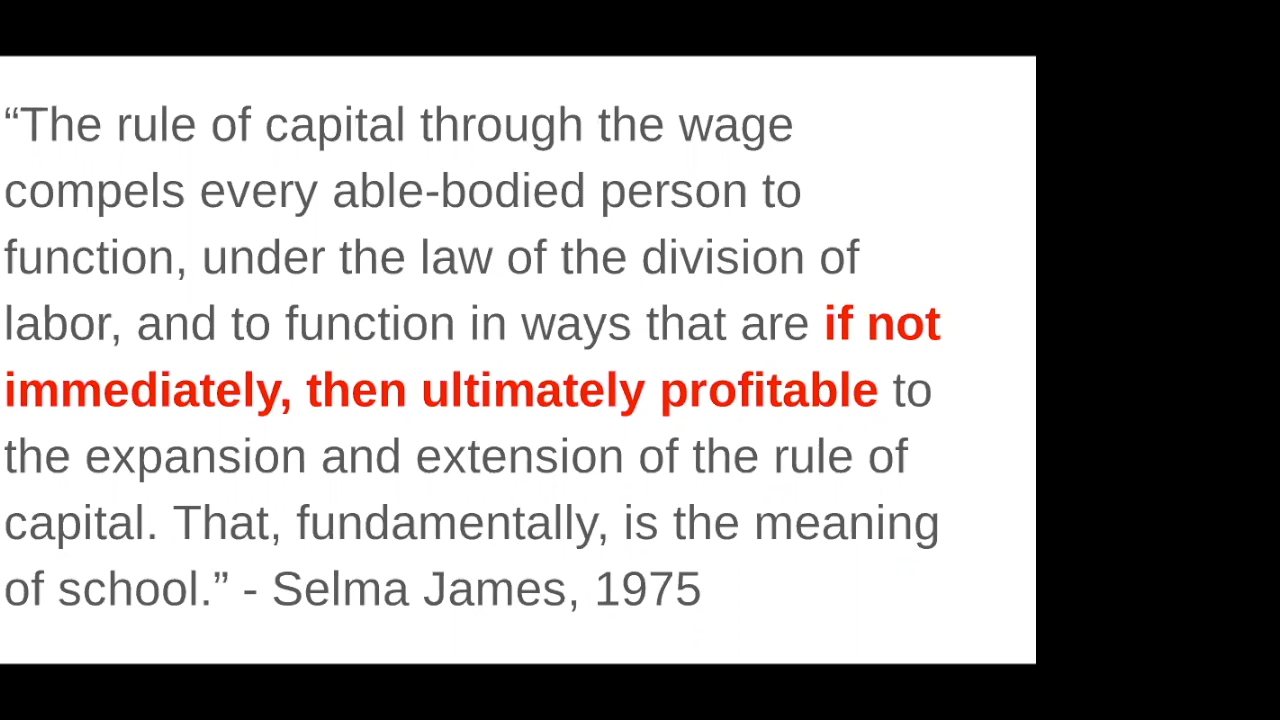 “The rule of capital through the wage
compels every able-bodied person to
function, under the law of the division of
labor, and to function in ways that are if not
immediately, then ultimately profitable to
the expansion and extension of the rule of
capital. That, fundamentally, is the meaning
of school.” - Selma James, 1975